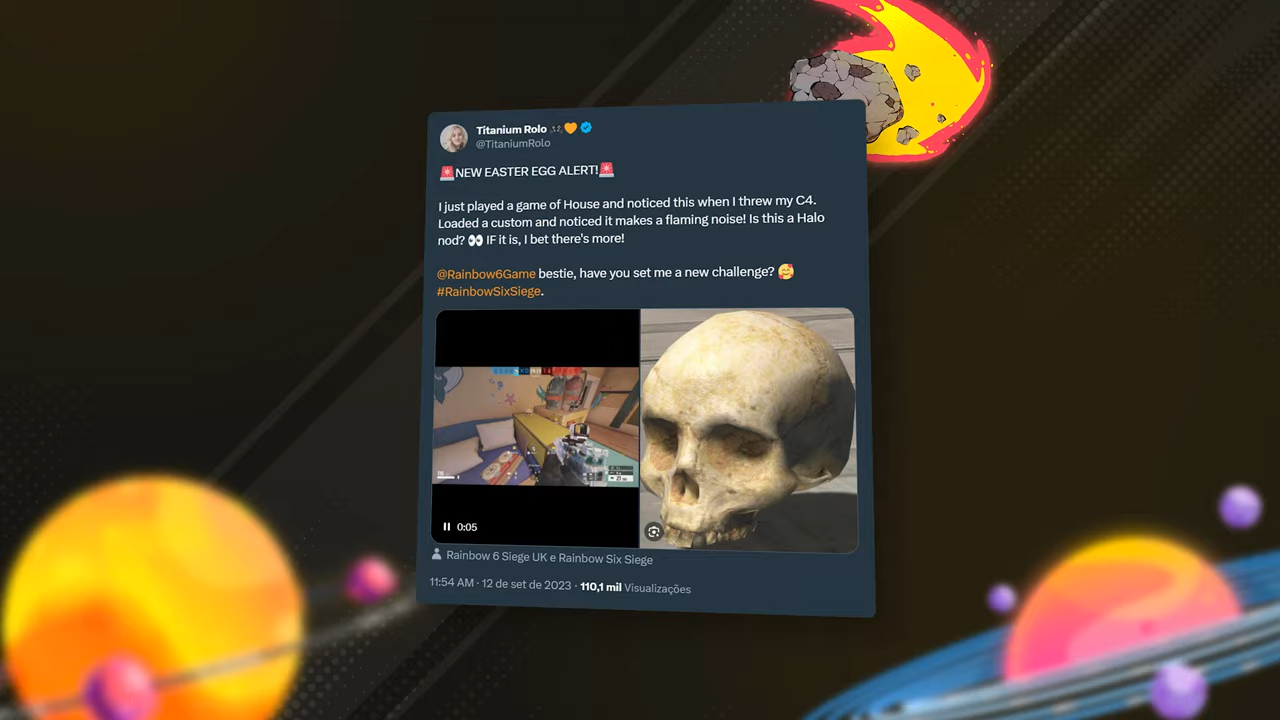 Titanium Rolo
@TitaniumRolo
🚨NEW EASTER EGG ALERT!🚨
I just played a game of House and noticed this when I threw my C4.
Loaded a custom and noticed it makes a flaming noise! Is this a Halo
nod? 👀 IF it is, I bet there's more!
@Rainbow6Game bestie, have you set me a new challenge? 🥰
#RainbowSixSiege.
0:05
Rainbow 6 Siege UK e Rainbow Six Siege
11:54 AM · 12 de set de 2023 · 110,1 mil Visualizações